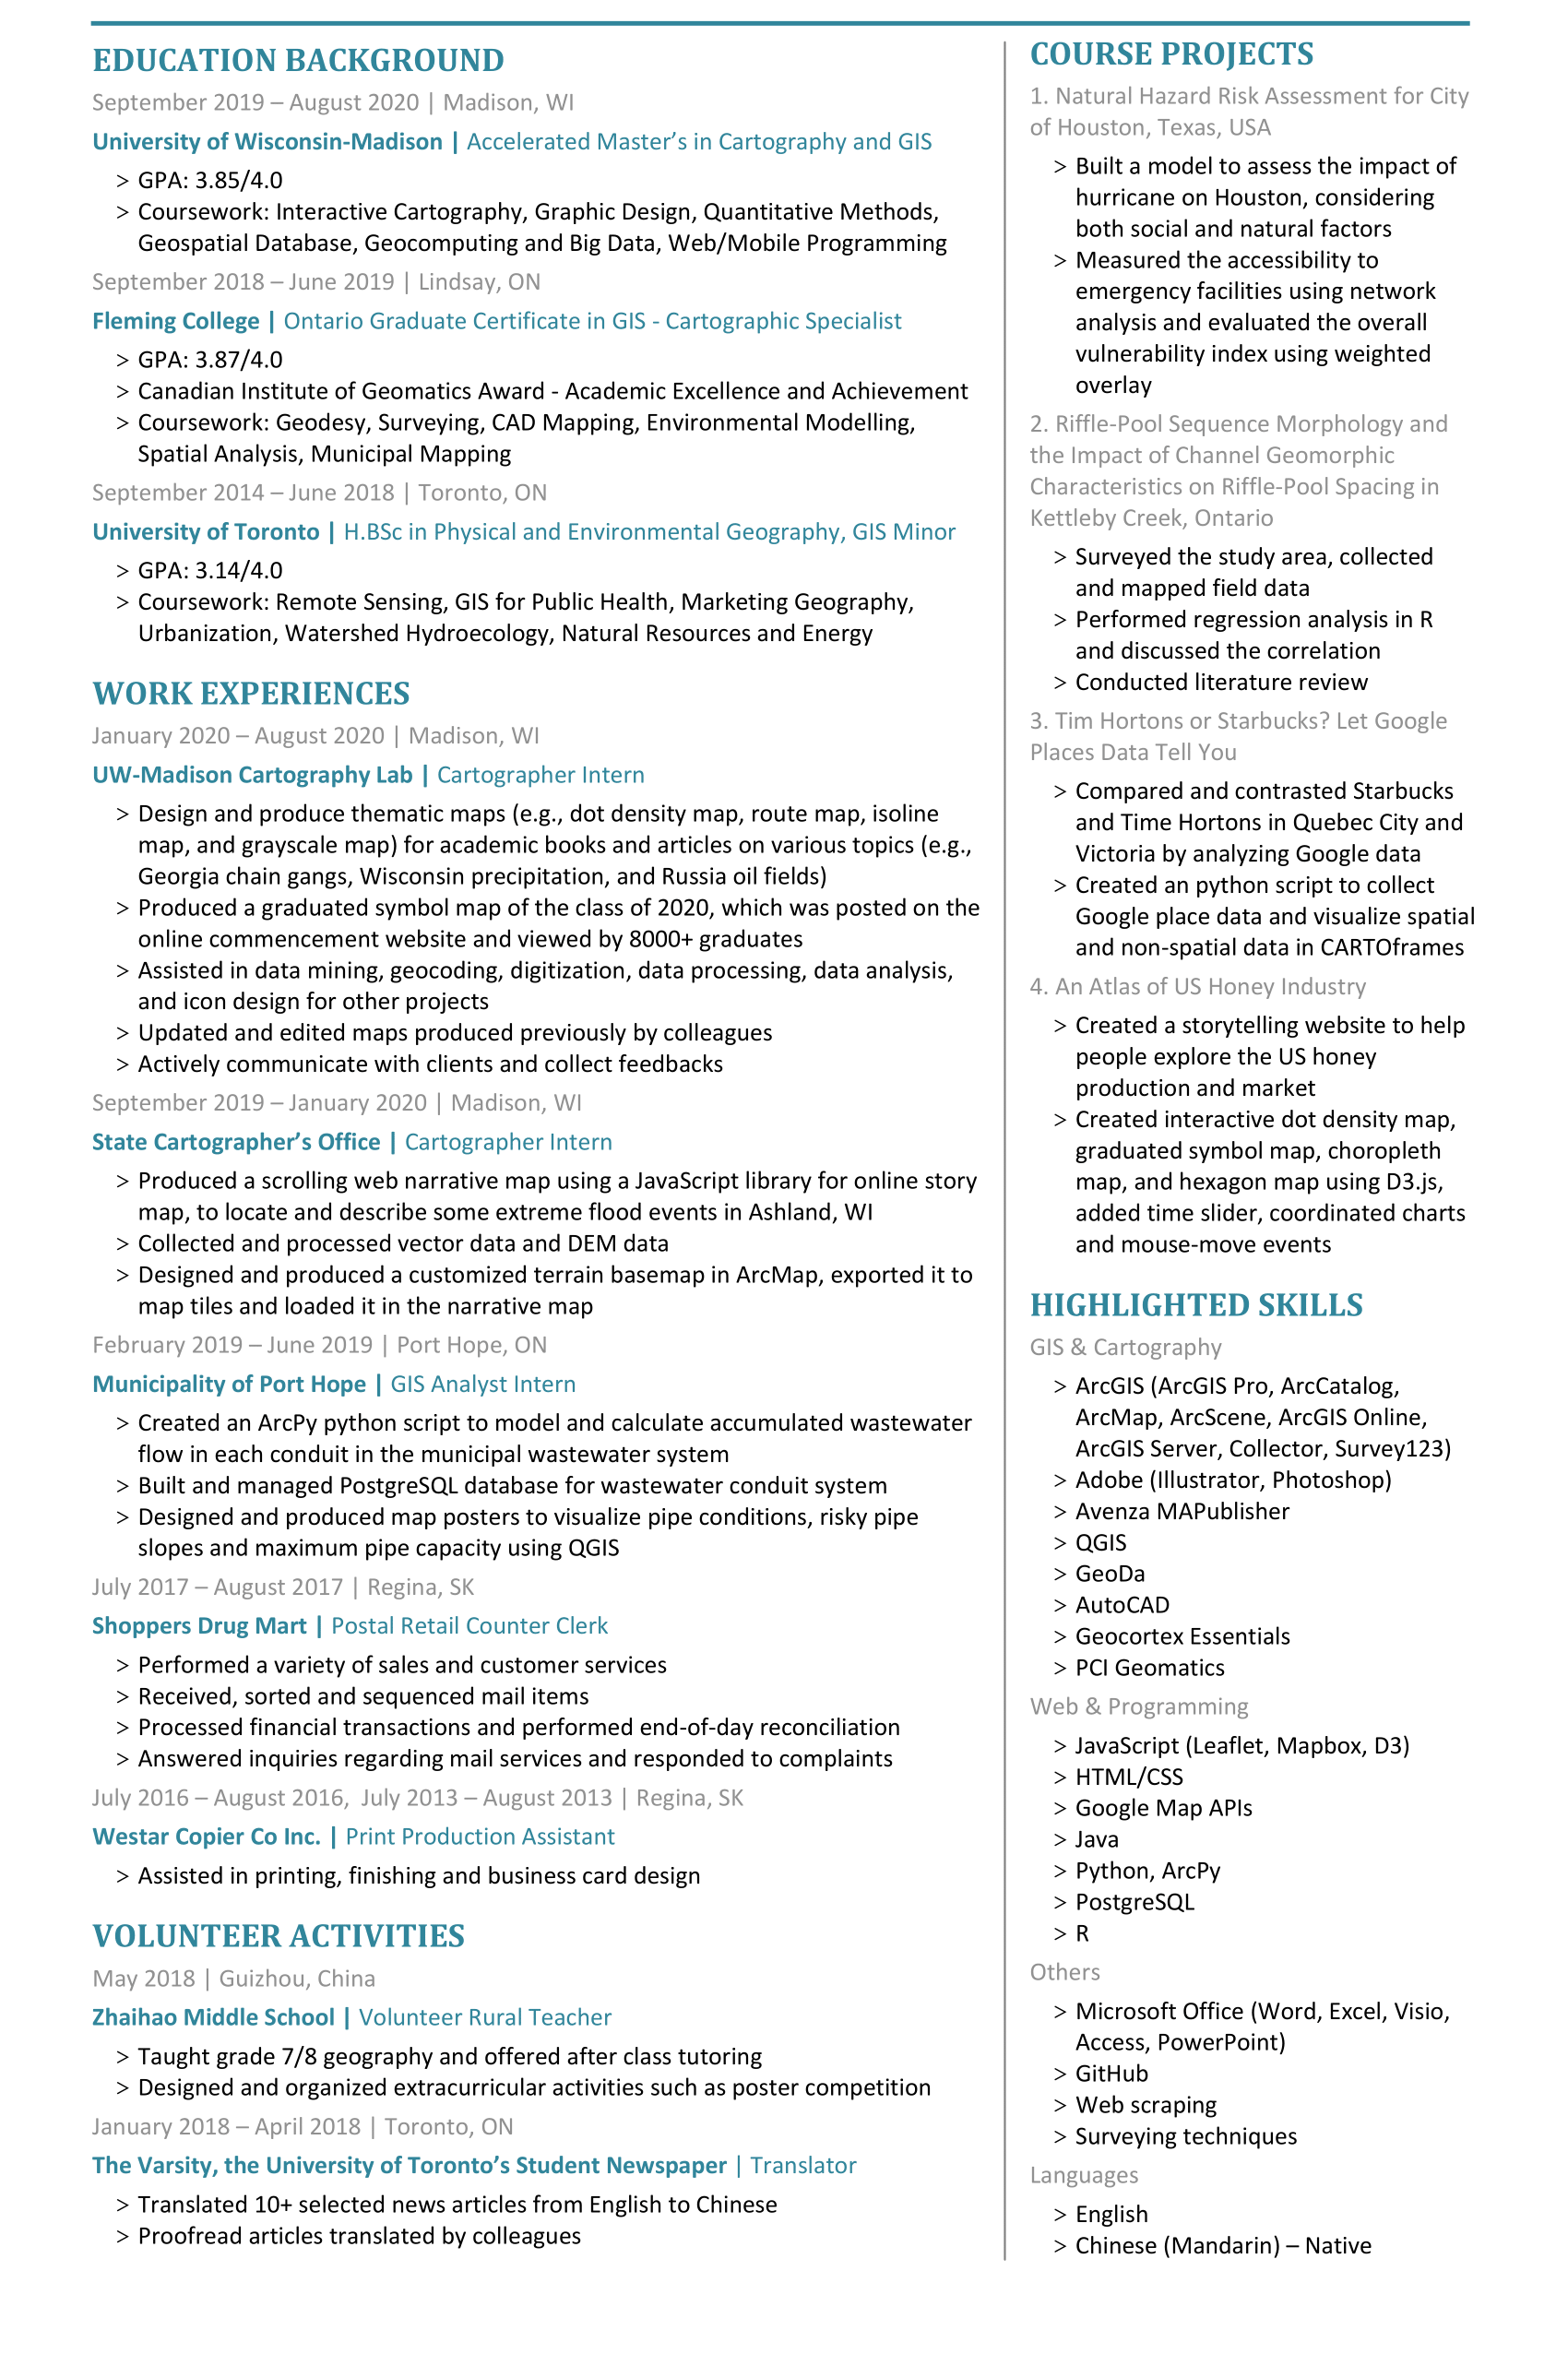 EDUCATION BACKGROUND
September 2019 – August 2020 | Madison, WI
University of Wisconsin-Madison | Accelerated Master’s in Cartography and GIS
> GPA: 3.85/4.0
> Coursework: Interactive Cartography, Graphic Design, Quantitative Methods,
Geospatial Database, Geocomputing and Big Data, Web/Mobile Programming
September 2018 – June 2019 | Lindsay, ON
Fleming College | Ontario Graduate Certificate in GIS - Cartographic Specialist
> GPA: 3.87/4.0
> Canadian Institute of Geomatics Award - Academic Excellence and Achievement
> Coursework: Geodesy, Surveying, CAD Mapping, Environmental Modelling,
Spatial Analysis, Municipal Mapping
September 2014 – June 2018 | Toronto, ON
University of Toronto | H.BSc in Physical and Environmental Geography, GIS Minor
> GPA: 3.14/4.0
> Coursework: Remote Sensing, GIS for Public Health, Marketing Geography,
Urbanization, Watershed Hydroecology, Natural Resources and Energy
WORK EXPERIENCES
January 2020 – August 2020 | Madison, WI
UW-Madison Cartography Lab | Cartographer Intern
> Design and produce thematic maps (e.g., dot density map, route map, isoline
map, and grayscale map) for academic books and articles on various topics (e.g.,
Georgia chain gangs, Wisconsin precipitation, and Russia oil fields)
> Produced a graduated symbol map of the class of 2020, which was posted on the
online commencement website and viewed by 8000+ graduates
> Assisted in data mining, geocoding, digitization, data processing, data analysis,
and icon design for other projects
> Updated and edited maps produced previously by colleagues
> Actively communicate with clients and collect feedbacks
September 2019 – January 2020 | Madison, WI
State Cartographer’s Office | Cartographer Intern
> Produced a scrolling web narrative map using a JavaScript library for online story
map, to locate and describe some extreme flood events in Ashland, WI
> Collected and processed vector data and DEM data
> Designed and produced a customized terrain basemap in ArcMap, exported it to
map tiles and loaded it in the narrative map
February 2019 – June 2019 | Port Hope, ON
Municipality of Port Hope | GIS Analyst Intern
> Created an ArcPy python script to model and calculate accumulated wastewater
flow in each conduit in the municipal wastewater system
> Built and managed PostgreSQL database for wastewater conduit system
> Designed and produced map posters to visualize pipe conditions, risky pipe
slopes and maximum pipe capacity using QGIS
July 2017 – August 2017 | Regina, SK
Shoppers Drug Mart | Postal Retail Counter Clerk
> Performed a variety of sales and customer services
> Received, sorted and sequenced mail items
> Processed financial transactions and performed end-of-day reconciliation
> Answered inquiries regarding mail services and responded to complaints
July 2016 – August 2016,  July 2013 – August 2013 | Regina, SK
Westar Copier Co Inc. | Print Production Assistant
> Assisted in printing, finishing and business card design
VOLUNTEER ACTIVITIES
May 2018 | Guizhou, China
Zhaihao Middle School | Volunteer Rural Teacher
> Taught grade 7/8 geography and offered after class tutoring
> Designed and organized extracurricular activities such as poster competition
January 2018 – April 2018 | Toronto, ON
The Varsity, the University of Toronto’s Student Newspaper | Translator
> Translated 10+ selected news articles from English to Chinese
> Proofread articles translated by colleagues
COURSE PROJECTS
1. Natural Hazard Risk Assessment for City
of Houston, Texas, USA
> Built a model to assess the impact of
hurricane on Houston, considering
both social and natural factors
> Measured the accessibility to
emergency facilities using network
analysis and evaluated the overall
vulnerability index using weighted
overlay
2. Riffle-Pool Sequence Morphology and
the Impact of Channel Geomorphic
Characteristics on Riffle-Pool Spacing in
Kettleby Creek, Ontario
> Surveyed the study area, collected
and mapped field data
> Performed regression analysis in R
and discussed the correlation
> Conducted literature review
3. Tim Hortons or Starbucks? Let Google
Places Data Tell You
> Compared and contrasted Starbucks
and Time Hortons in Quebec City and
Victoria by analyzing Google data
> Created an python script to collect
Google place data and visualize spatial
and non-spatial data in CARTOframes
4. An Atlas of US Honey Industry
> Created a storytelling website to help
people explore the US honey
production and market
> Created interactive dot density map,
graduated symbol map, choropleth
map, and hexagon map using D3.js,
added time slider, coordinated charts
and mouse-move events
HIGHLIGHTED SKILLS
GIS & Cartography
> ArcGIS (ArcGIS Pro, ArcCatalog,
ArcMap, ArcScene, ArcGIS Online,
ArcGIS Server, Collector, Survey123)
> Adobe (Illustrator, Photoshop)
> Avenza MAPublisher
> QGIS
> GeoDa
> AutoCAD
> Geocortex Essentials
> PCI Geomatics
Web & Programming
> JavaScript (Leaflet, Mapbox, D3)
> HTML/CSS
> Google Map APIs
> Java
> Python, ArcPy
> PostgreSQL
> R
Others
> Microsoft Office (Word, Excel, Visio,
Access, PowerPoint)
> GitHub
> Web scraping
> Surveying techniques
Languages
> English
> Chinese (Mandarin) – Native